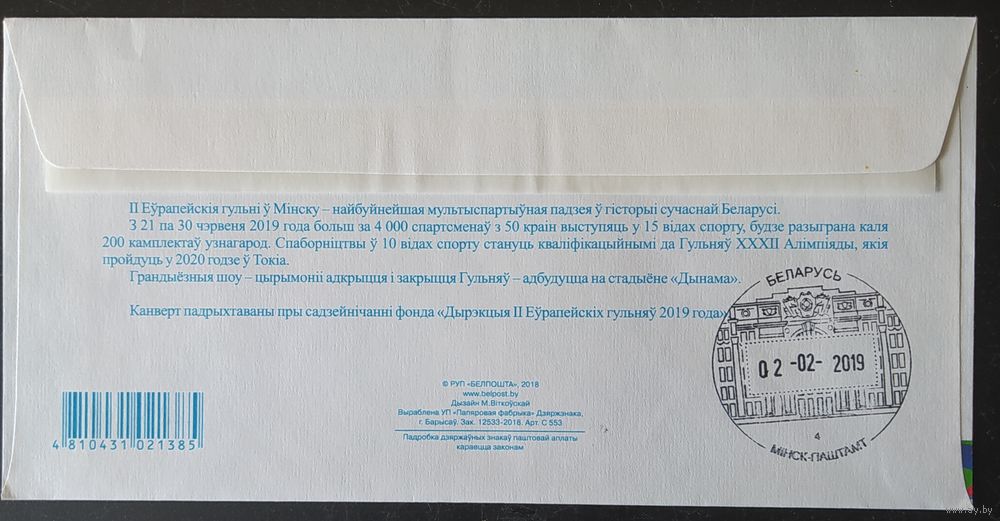 II Еўрапейскія гульні ў Мінску – найбуйнейшая мультыспартыўная падзея ў гісторыі сучаснай Беларусі.
З 21 па 30 чэрвеня 2019 года больш за 4 000 спартсменаў з 50 краін выступяць у 15 відах спорту, будзе разыграна каля
200 камплектаў узнагарод. Спаборніцтвы ў 10 відах спорту стануць кваліфікацыйнымі да Гульняў XXXII Алімпіяды, якія
пройдуць у 2020 годзе ў Токіа.
Грандыёзныя шоу – цырымоніі адкрыцця і закрыцця Гульняў – адбудуцца на стадыёне «Дынама».
Канверт падрыхтаваны пры садзейнічанні фонда «Дырэкцыя II Еўрапейскіх гульняў 2019 года»
БЕЛАРУСЬ
02-02-2019
4
МІНСК-ПАШТАМТ
© РУП «БЕЛПОШТА», 2018
www.belpost.by
Дызайн М.Віткоўскай
Выраблена УП «Папяровая фабрыка» Дзяржзнака,
г. Барысаў. Зак. 12533-2018. Арт. С 553
Падробка дзяржаўных знакаў паштовай аплаты
караецца законам
4 810431 021385
ay.by